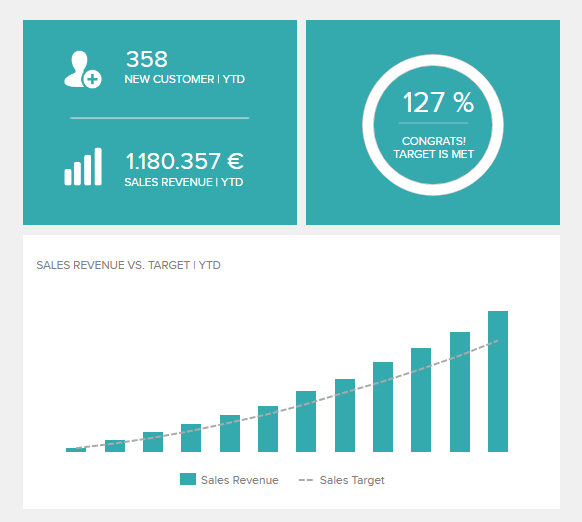 358
NEW CUSTOMER | YTD
1.180.357 €
SALES REVENUE | YTD
127 %
CONGRATS!
TARGET IS MET
SALES REVENUE VS. TARGET | YTD
Sales Revenue
Sales Target